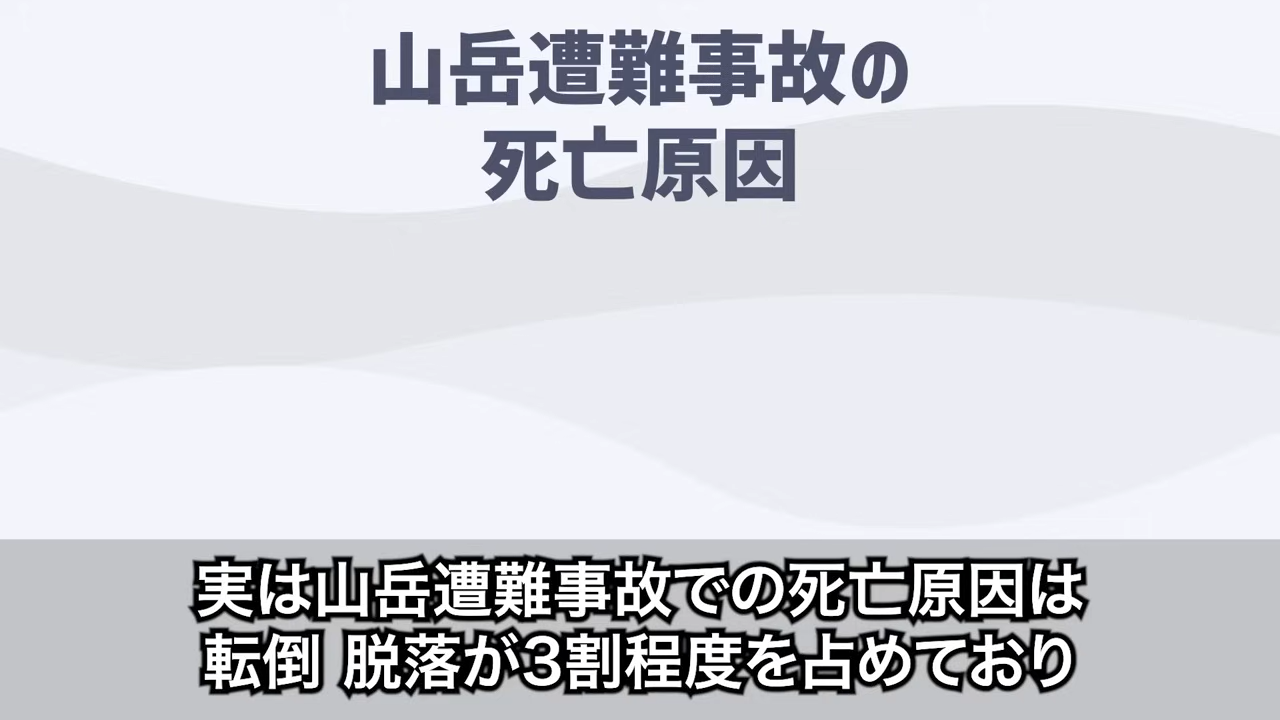 山岳遭難事故の
死亡原因
実は山岳遭難事故での死亡原因は
転倒 脱落が3割程度を占めており